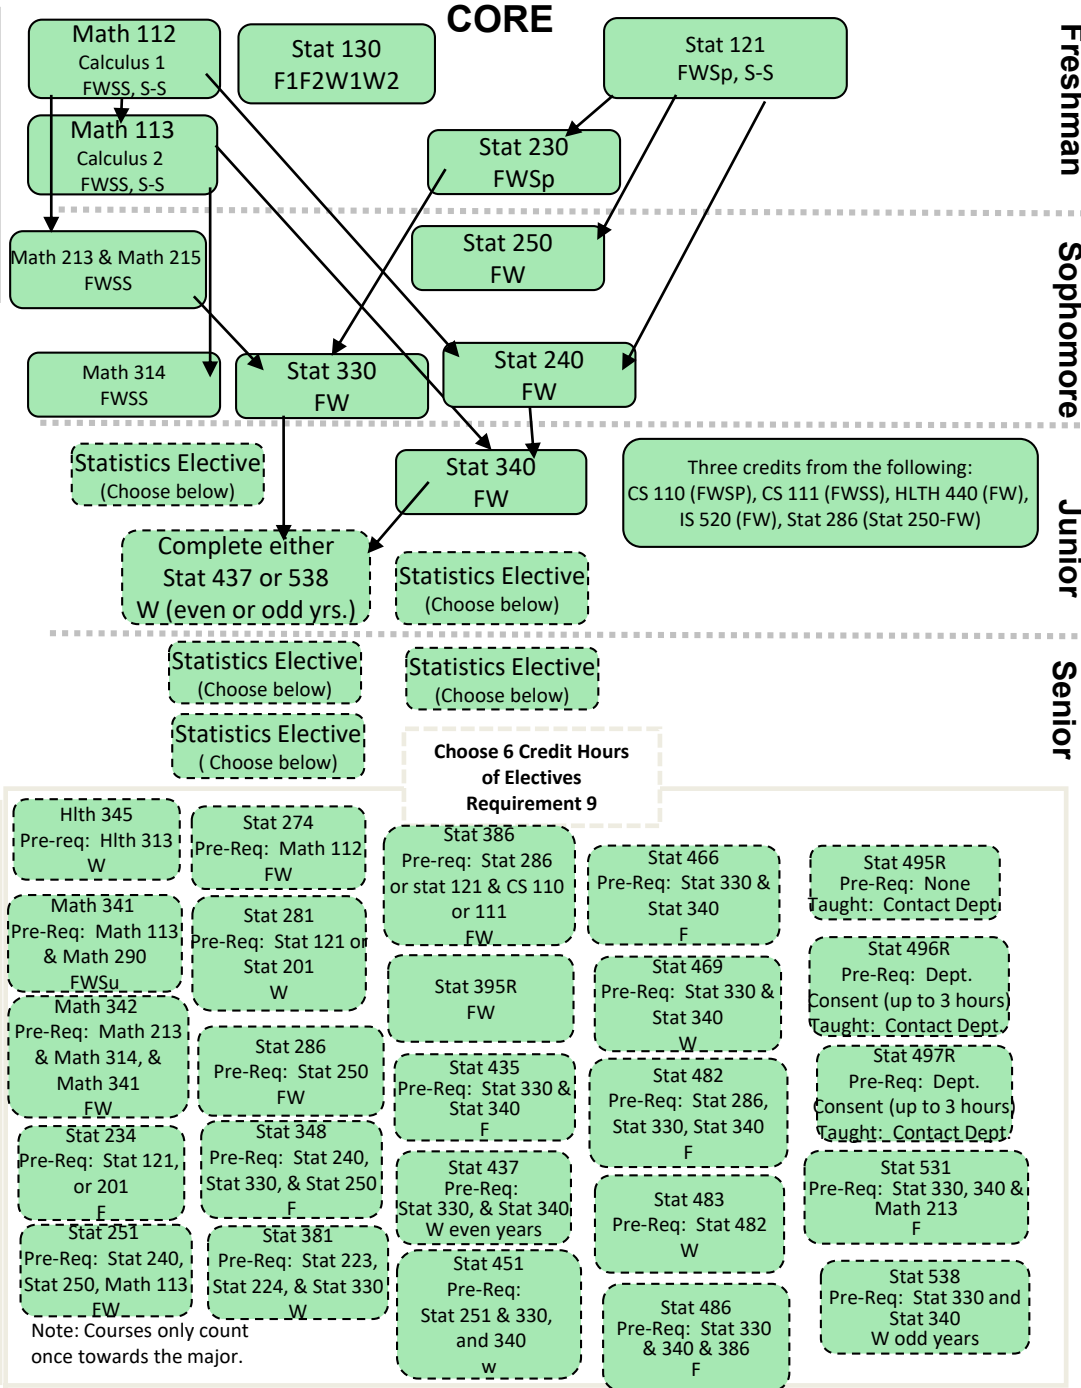 CORE
Freshman
Math 112
Calculus 1
FWSS, S-S
Stat 130
F1F2W1W2
Stat 121
FWSp, S-S
Math 113
Calculus 2
FWSS, S-S
Stat 230
FWSp
Sophomore
Math 213 & Math 215
FWSS
Stat 250
FW
Math 314
FWSS
Stat 330
FW
Stat 240
FW
Junior
Statistics Elective
(Choose below)
Stat 340
FW
Three credits from the following:
CS 110 (FWSP), CS 111 (FWSS), HLTH 440 (FW),
IS 520 (FW), Stat 286 (Stat 250-FW)
Complete either
Stat 437 or 538
W (even or odd yrs.)
Statistics Elective
(Choose below)
Senior
Statistics Elective
(Choose below)
Statistics Elective
(Choose below)
Statistics Elective
( Choose below)
Choose 6 Credit Hours
of Electives
Requirement 9
Hlth 345
Pre-req: Hlth 313
W
Math 341
Pre-Req: Math 113
& Math 290
FWSu
Math 342
Pre-Req: Math 213
& Math 314, &
Math 341
FW
Stat 234
Pre-Req: Stat 121,
or 201
F
Stat 251
Pre-Req: Stat 240,
Stat 250, Math 113
FW
Note: Courses only count
once towards the major.
Stat 274
Pre-Req: Math 112
FW
Stat 281
Pre-Req: Stat 121 or
Stat 201
W
Stat 286
Pre-Req: Stat 250
FW
Stat 348
Pre-Req: Stat 240,
Stat 330, & Stat 250
F
Stat 381
Pre-Req: Stat 223,
Stat 224, & Stat 330
W
Stat 386
Pre-req: Stat 286
or stat 121 & CS 110
or 111
FW
Stat 395R
FW
Stat 435
Pre-Req: Stat 330 &
Stat 340
F
Stat 437
Pre-Req:
Stat 330, & Stat 340
W even years
Stat 451
Pre-Req:
Stat 251 & 330,
and 340
w
Stat 466
Pre-Req: Stat 330 &
Stat 340
F
Stat 469
Pre-Req: Stat 330 &
Stat 340
W
Stat 482
Pre-Req: Stat 286,
Stat 330, Stat 340
F
Stat 483
Pre-Req: Stat 482
W
Stat 486
Pre-Req: Stat 330
& 340 & 386
F
Stat 495R
Pre-Req: None
Taught: Contact Dept.
Stat 496R
Pre-Req: Dept.
Consent (up to 3 hours)
Taught: Contact Dept.
Stat 497R
Pre-Req: Dept.
Consent (up to 3 hours)
Taught: Contact Dept.
Stat 531
Pre-Req: Stat 330, 340 &
Math 213
F
Stat 538
Pre-Req: Stat 330 and
Stat 340
W odd years